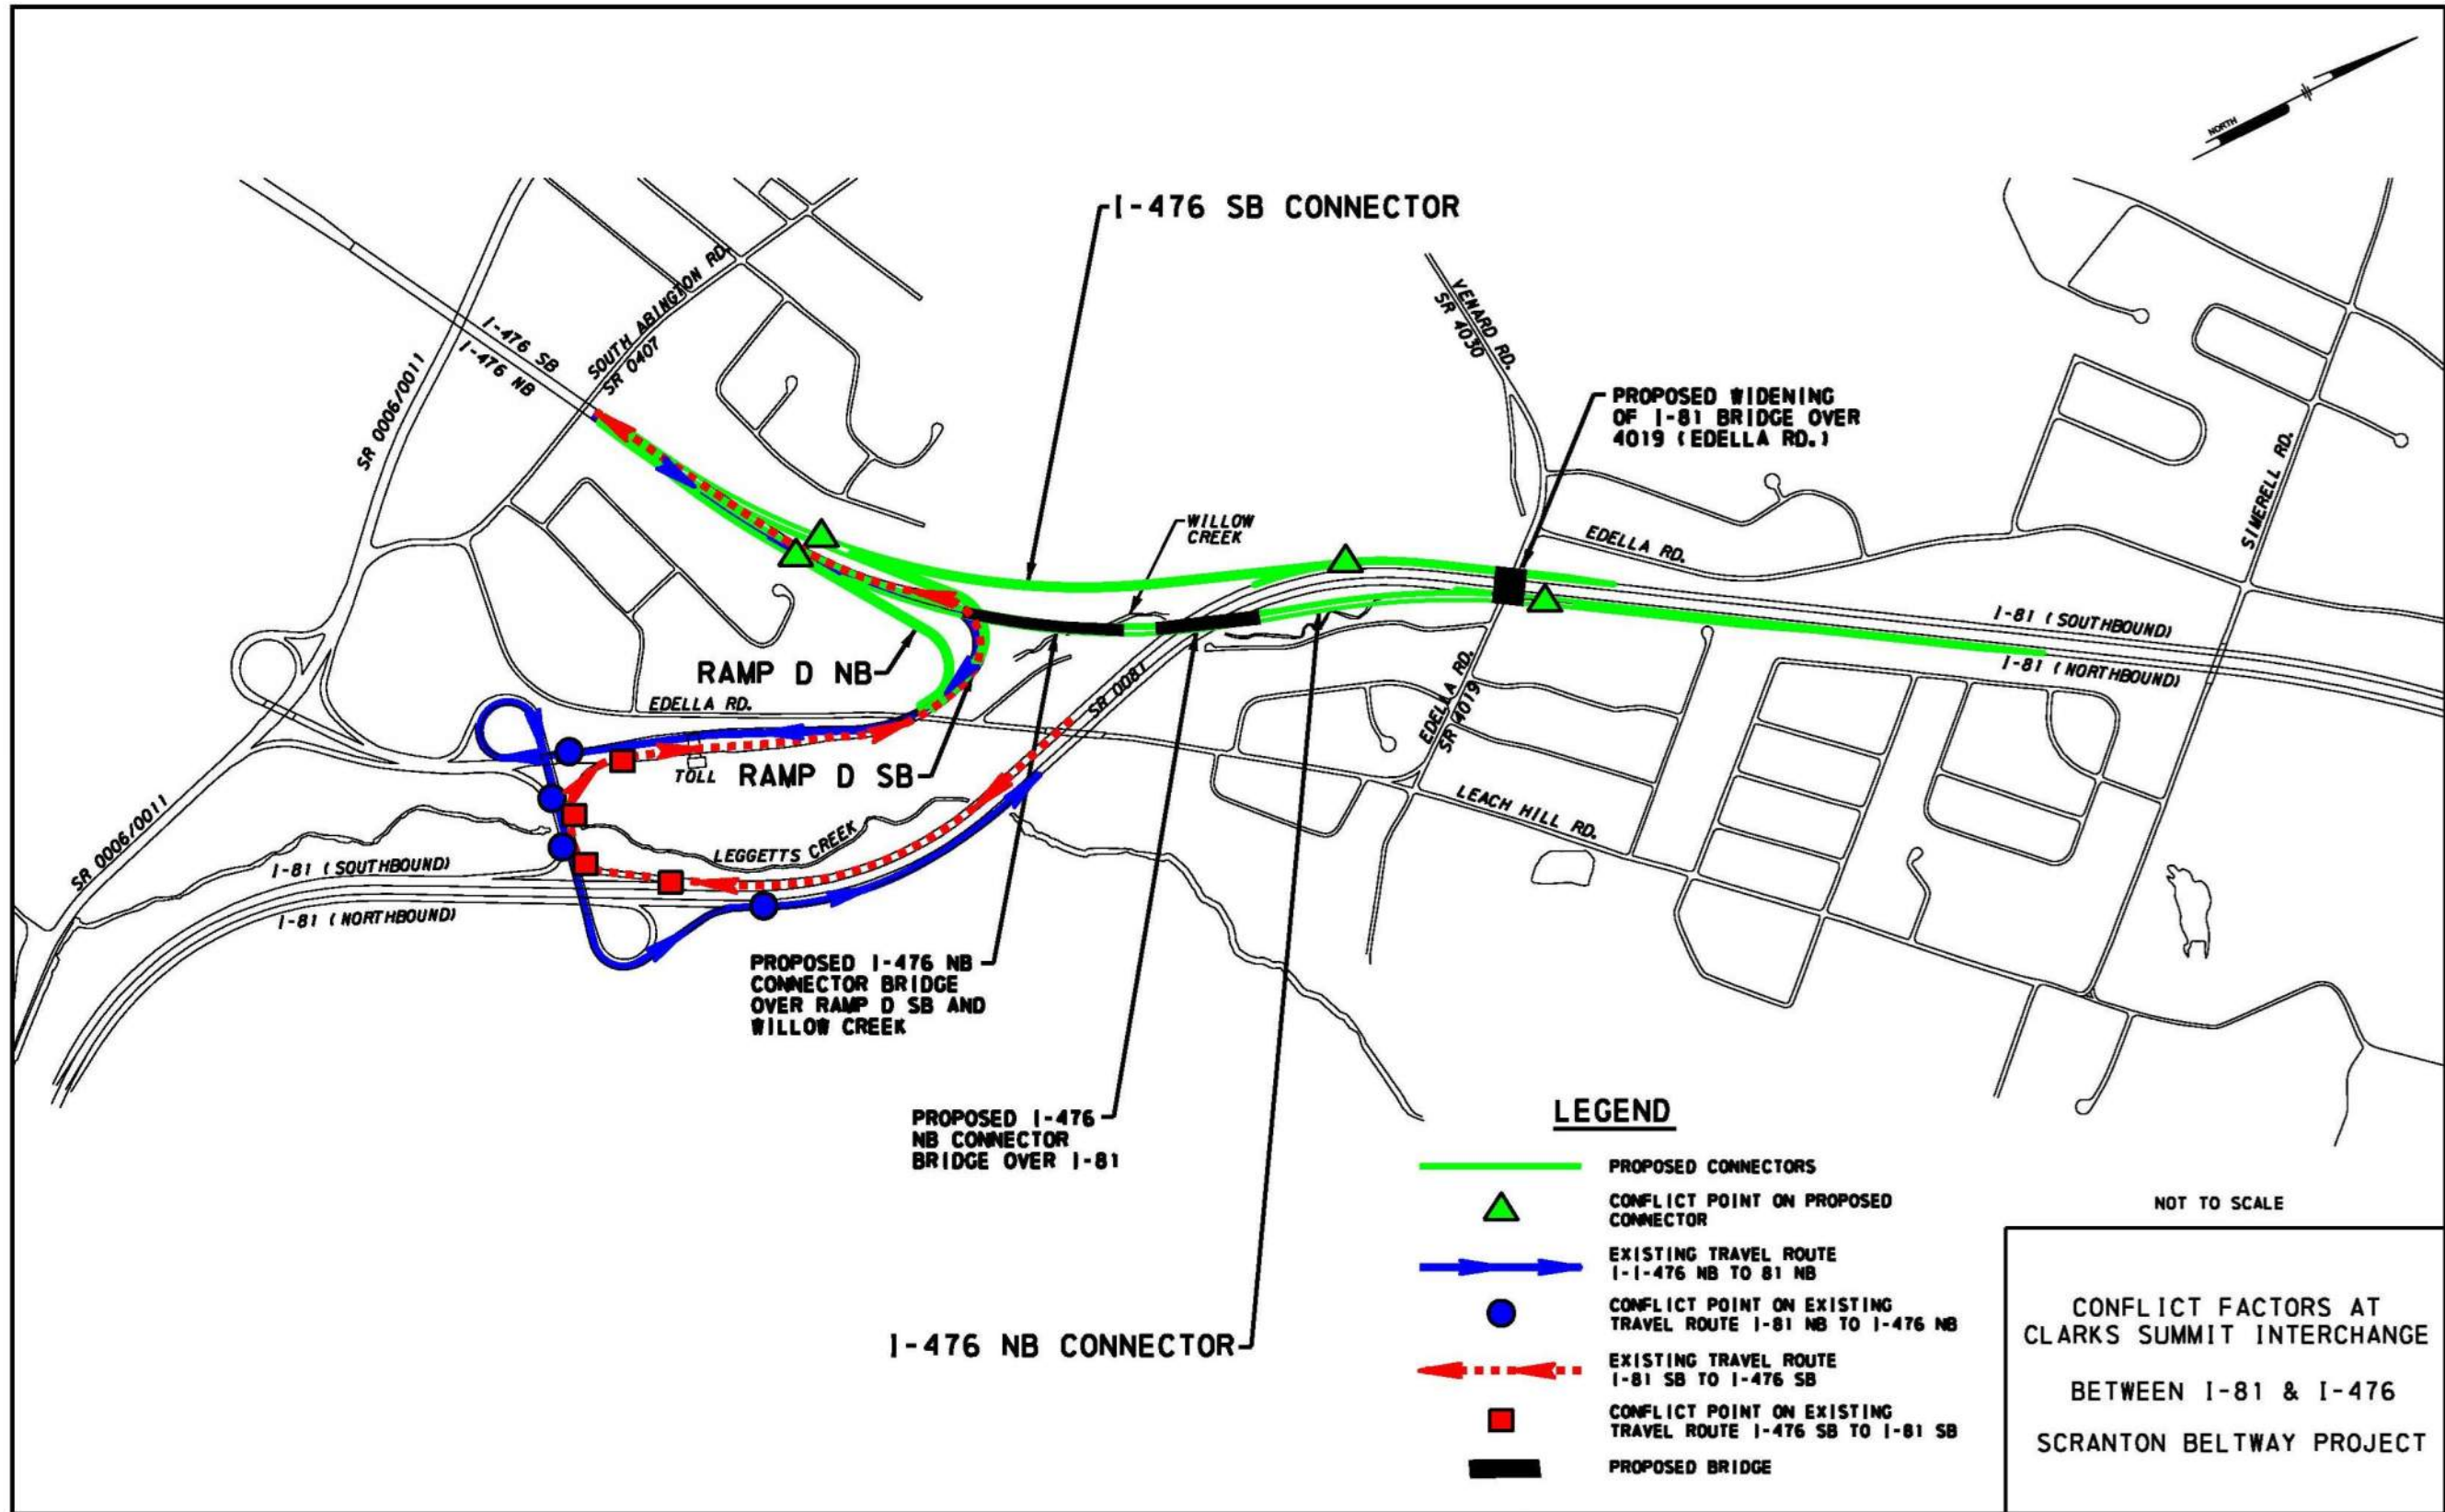 NORTH
I-476 SB CONNECTOR
SOUTH ABINGTON RD.
SR 0407
I-476 SB
I-476 NB
SR 0006/0011
VENARD RD.
SR 4030
PROPOSED WIDENING
OF I-81 BRIDGE OVER
4019 (EDELLA RD.)
WILLOW
CREEK
EDELLA RD.
SIMERELL RD.
I-81 (SOUTHBOUND)
I-81 (NORTHBOUND)
RAMP D NB
EDELLA RD.
SR 0081
EDELLA RD.
SR 4019
TOLL
RAMP D SB
LEACH HILL RD.
SR 0006/0011
LEGGETTS CREEK
I-81 (SOUTHBOUND)
I-81 (NORTHBOUND)
PROPOSED I-476 NB
CONNECTOR BRIDGE
OVER RAMP D SB AND
WILLOW CREEK
PROPOSED I-476
NB CONNECTOR
BRIDGE OVER I-81
I-476 NB CONNECTOR
LEGEND
PROPOSED CONNECTORS
CONFLICT POINT ON PROPOSED
CONNECTOR
EXISTING TRAVEL ROUTE
I-I-476 NB TO 81 NB
CONFLICT POINT ON EXISTING
TRAVEL ROUTE I-81 NB TO I-476 NB
EXISTING TRAVEL ROUTE
I-81 SB TO I-476 SB
CONFLICT POINT ON EXISTING
TRAVEL ROUTE I-476 SB TO I-81 SB
PROPOSED BRIDGE
NOT TO SCALE
CONFLICT FACTORS AT
CLARKS SUMMIT INTERCHANGE
BETWEEN I-81 & I-476
SCRANTON BELTWAY PROJECT